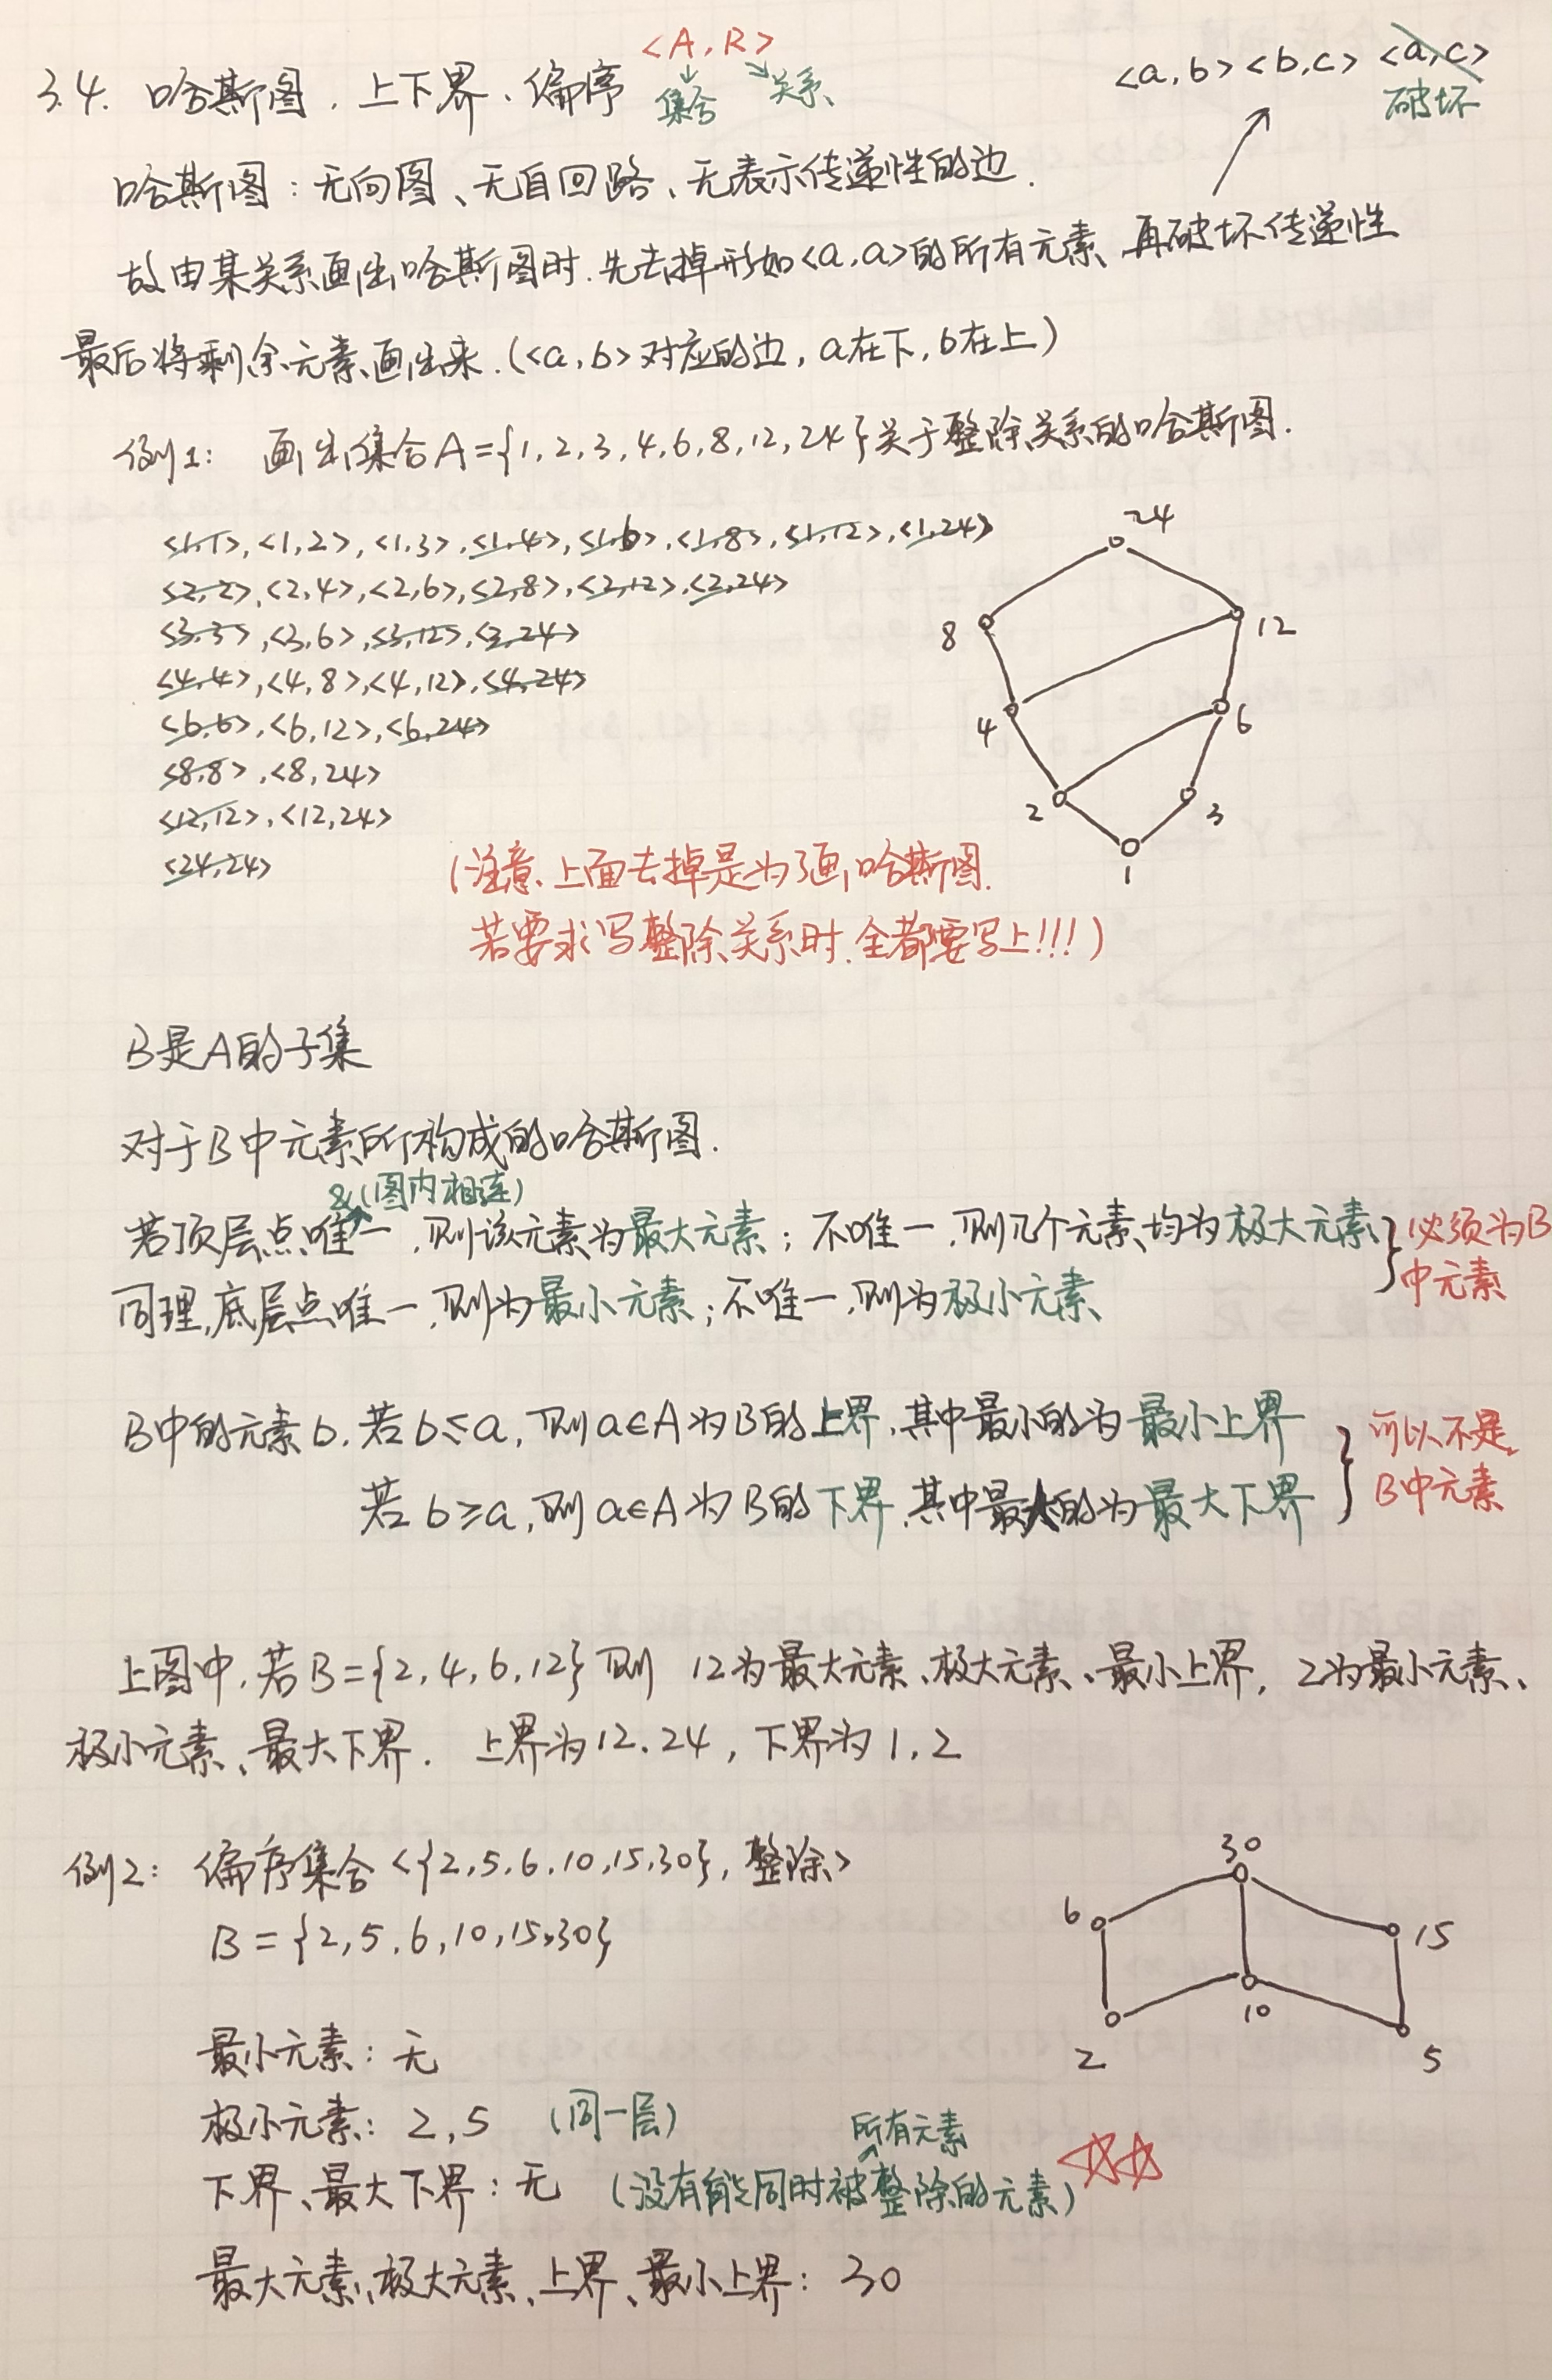 3.4. 哈斯图、上下界、偏序 <A, R>
集合 关系
<a,b> <b,c> <a,c>
破坏
哈斯图：无向图、无自回路、无表示传递性的边.
故由某关系画出哈斯图时.先去掉形如<a,a>的所有元素、再破坏传递性
最后将剩余元素画出来.(<a,b>对应的边, a在下, b在上)
例1: 画出集合A={1,2,3,4,6,8,12,24}关于整除关系的哈斯图.
<1,1>,<1,2>,<1,3>,<1,4>,<1,6>,<1,8>,<1,12>,<1,24>
<2,2>,<2,4>,<2,6>,<2,8>,<2,12>,<2,24>
<3,3>,<3,6>,<3,12>,<3,24>
<4,4>,<4,8>,<4,12>,<4,24>
<6,6>,<6,12>,<6,24>
<8,8>,<8,24>
<12,12>,<12,24>
<24,24>
24
8
12
4
6
2
3
1
(注意、上面去掉是为了画哈斯图.
若要求写整除关系时.全都要写上!!!)
B是A的子集
对于B中元素所构成的哈斯图.
&(图内相连)
若顶层点唯一,则该元素为最大元素; 不唯一,则几个元素均为极大元素
同理,底层点唯一,则为最小元素; 不唯一,则为极小元素
必须为B
中元素
B中的元素b,若b≤a,则a∈A为B的上界,其中最小的为最小上界
若b≥a,则a∈A为B的下界,其中最大的为最大下界
可以不是
B中元素
上图中,若B={2,4,6,12}则 12为最大元素、极大元素、最小上界, 2为最小元素、
极小元素、最大下界. 上界为12、24, 下界为1、2
例2: 偏序集合<{2,5,6,10,15,30}, 整除>
B={2,5,6,10,15,30}
30
6
15
10
2
5
最小元素: 无
极小元素: 2,5 (同一层)
所有元素
下界、最大下界: 无 (没有能同时被整除的元素) ☆☆
最大元素、极大元素、上界、最小上界: 30